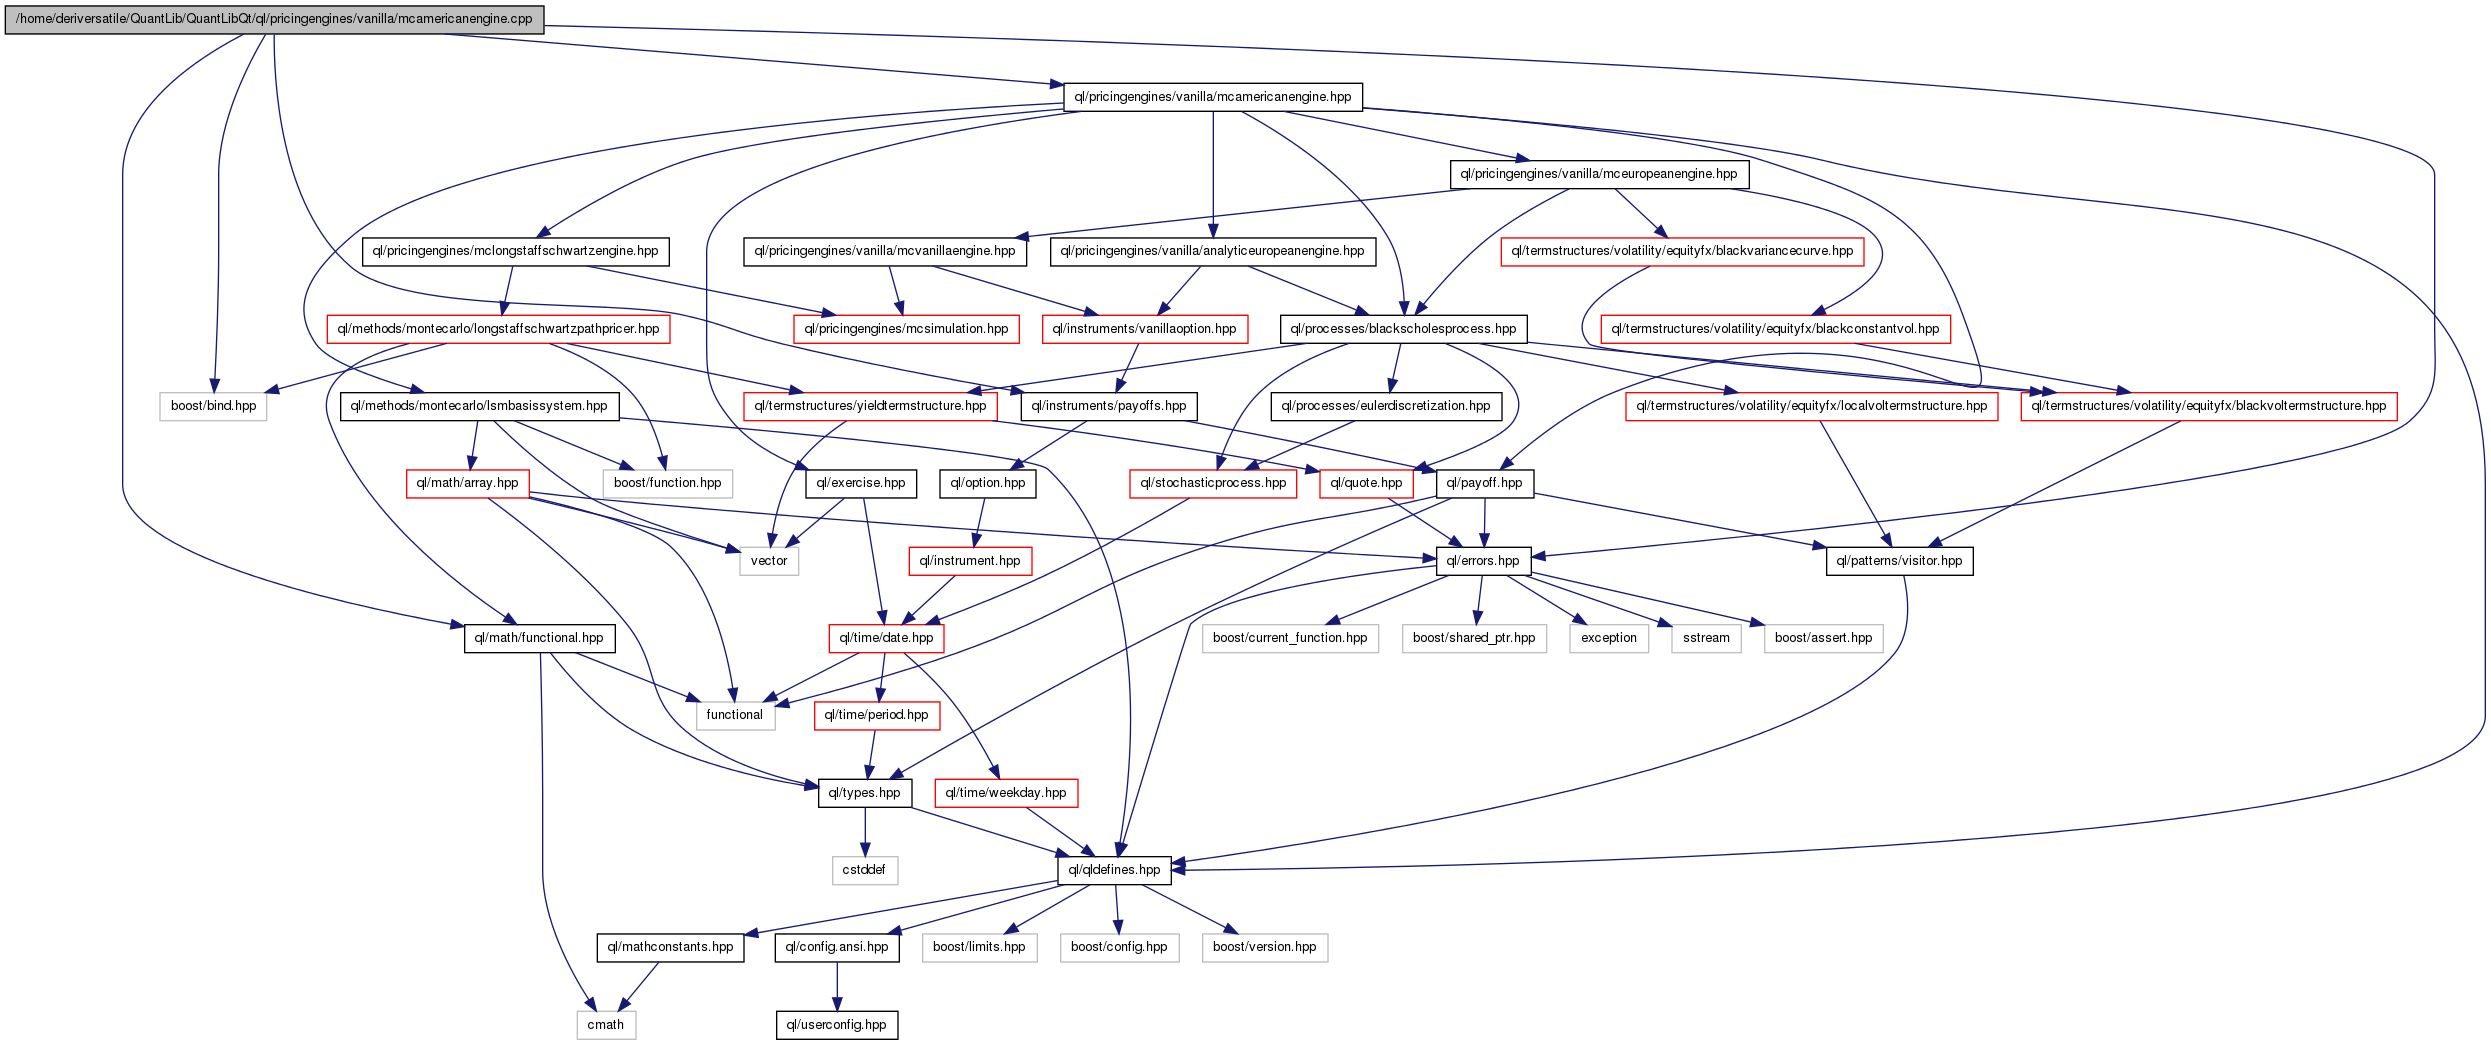 /home/deriversatile/QuantLib/QuantLibQt/ql/pricingengines/vanilla/mcamericanengine.cpp
ql/pricingengines/vanilla/mcamericanengine.hpp
ql/pricingengines/vanilla/mceuropeanengine.hpp
ql/pricingengines/mclongstaffschwartzengine.hpp
ql/pricingengines/vanilla/mcvanillaengine.hpp
ql/pricingengines/vanilla/analyticeuropeanengine.hpp
ql/termstructures/volatility/equityfx/blackvariancecurve.hpp
ql/methods/montecarlo/longstaffschwartzpathpricer.hpp
ql/pricingengines/mcsimulation.hpp
ql/instruments/vanillaoption.hpp
ql/processes/blackscholesprocess.hpp
ql/termstructures/volatility/equityfx/blackconstantvol.hpp
boost/bind.hpp
ql/methods/montecarlo/lsmbasissystem.hpp
ql/termstructures/yieldtermstructure.hpp
ql/instruments/payoffs.hpp
ql/processes/eulerdiscretization.hpp
ql/termstructures/volatility/equityfx/localvoltermstructure.hpp
ql/termstructures/volatility/equityfx/blackvoltermstructure.hpp
ql/math/array.hpp
boost/function.hpp
ql/exercise.hpp
ql/option.hpp
ql/stochasticprocess.hpp
ql/quote.hpp
ql/payoff.hpp
vector
ql/instrument.hpp
ql/errors.hpp
ql/patterns/visitor.hpp
ql/math/functional.hpp
ql/time/date.hpp
boost/current_function.hpp
boost/shared_ptr.hpp
exception
sstream
boost/assert.hpp
functional
ql/time/period.hpp
ql/types.hpp
ql/time/weekday.hpp
cstddef
ql/qldefines.hpp
ql/mathconstants.hpp
ql/config.ansi.hpp
boost/limits.hpp
boost/config.hpp
boost/version.hpp
cmath
ql/userconfig.hpp